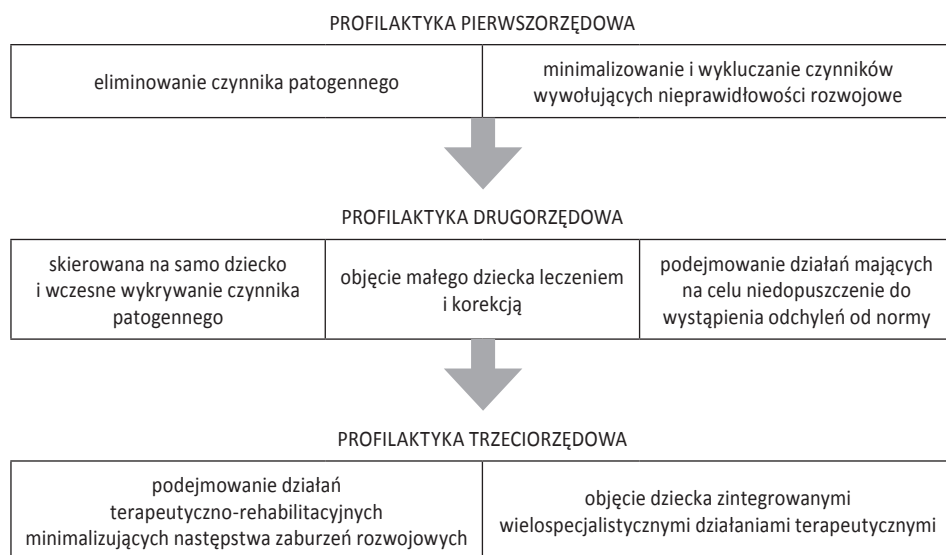 PROFILAKTYKA PIERWSZORZĘDOWA
eliminowanie czynnika patogennego
minimalizowanie i wykluczanie czynników
wywołujących nieprawidłowości rozwojowe
PROFILAKTYKA DRUGORZĘDOWA
skierowana na samo dziecko
i wczesne wykrywanie czynnika
patogennego
objęcie małego dziecka leczeniem
i korekcją
podejmowanie działań mających
na celu niedopuszczenie do
wystąpienia odchyleń od normy
PROFILAKTYKA TRZECIORZĘDOWA
podejmowanie działań
terapeutyczno-rehabilitacyjnych
minimalizujących następstwa zaburzeń rozwojowych
objęcie dziecka zintegrowanymi
wielospecjalistycznymi działaniami terapeutycznymi